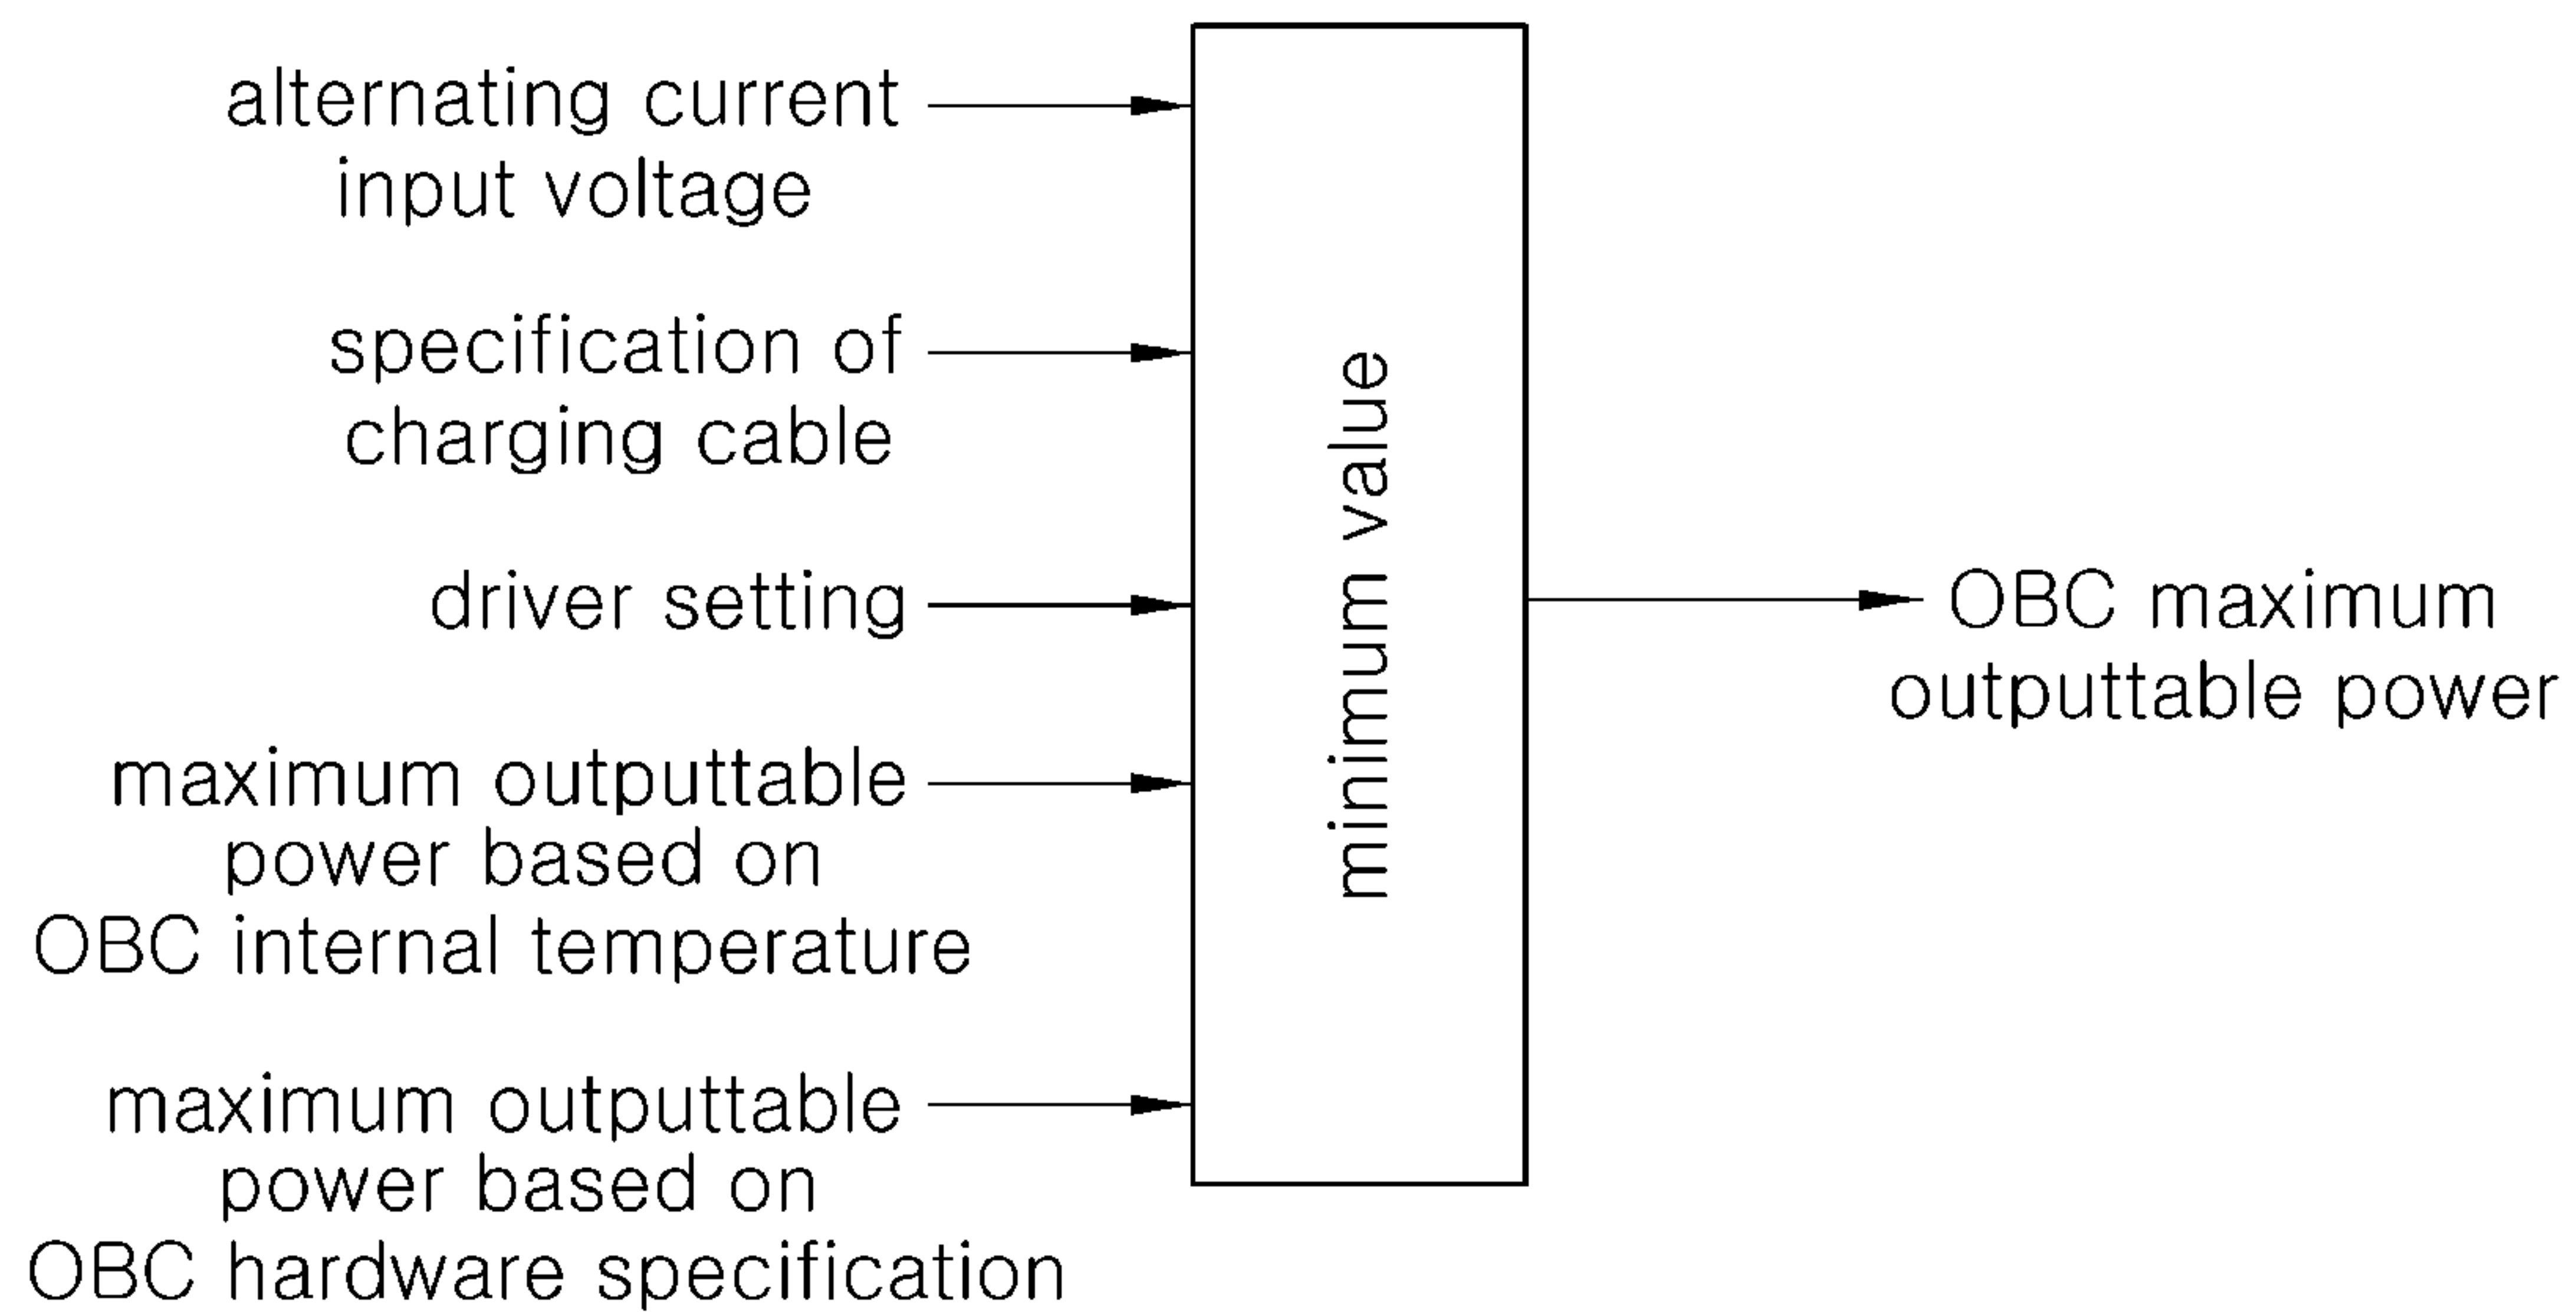 alternating current
input voltage
specification of
charging cable
driver setting
maximum outputtable
power based on
OBC internal temperature
maximum outputtable
power based on
OBC hardware specification
minimum value
OBC maximum
outputtable power